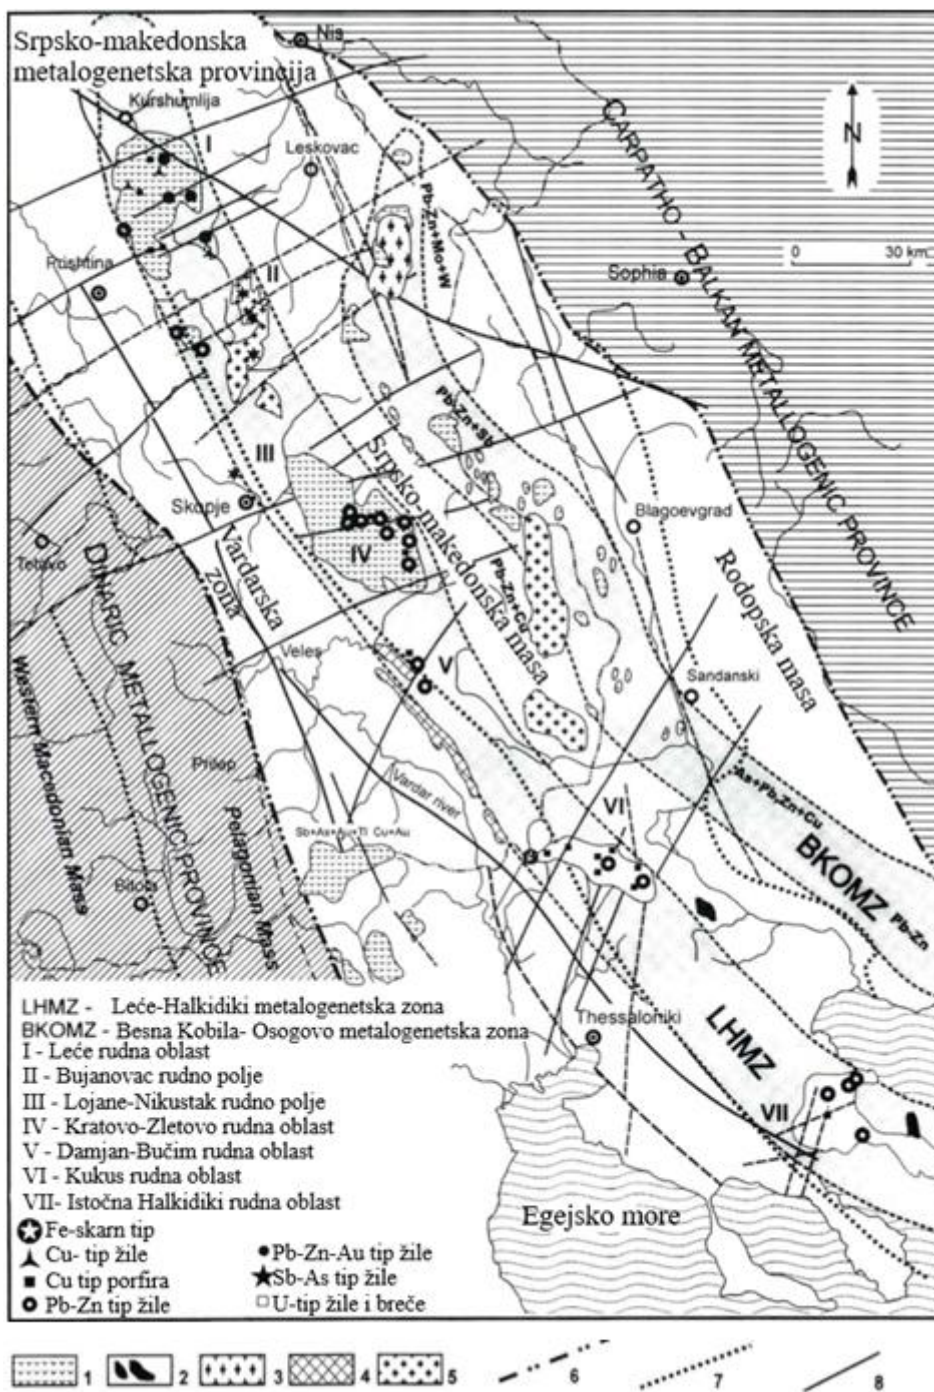 Srpsko-makedonska
metalogenetska provincija
Nis
Kurshumlija
I
Leskovac
CARPATHO - BALKAN METALLOGENIC PROVINCE
N
Pb-Zn+Mo+W
0 30 km
Prishtina
II
Sophia
Pb-Zn+Sb
III
Srpsko-makedonska masa
Skopje
Blagoevgrad
Vardarska
zona
IV
Tetovo
DINARIC METALLOGENIC PROVINCE
Pb-Zn+Cu
Rodopska masa
Veles
V
Sandanski
Western Macedonian Mass
Prilep
Vardar river
As+Pb,Zn+Cu
VI
Sb+As+Au+Tl Cu+Au
BKOMZ
Pb-Zn
Bitola
Pelagonian Mass
LHMZ
Thessaloniki
VII
Egejsko more
LHMZ - Leće-Halkidiki metalogenetska zona
BKOMZ - Besna Kobila- Osogovo metalogenetska zona
I - Leće rudna oblast
II - Bujanovac rudno polje
III - Lojane-Nikustak rudno polje
IV - Kratovo-Zletovo rudna oblast
V - Damjan-Bučim rudna oblast
VI - Kukus rudna oblast
VII- Istočna Halkidiki rudna oblast
Fe-skarn tip
Cu- tip žile
Cu tip porfira
Pb-Zn tip žile
Pb-Zn-Au tip žile
Sb-As tip žile
U-tip žile i breče
1 2 3 4 5 6 7 8